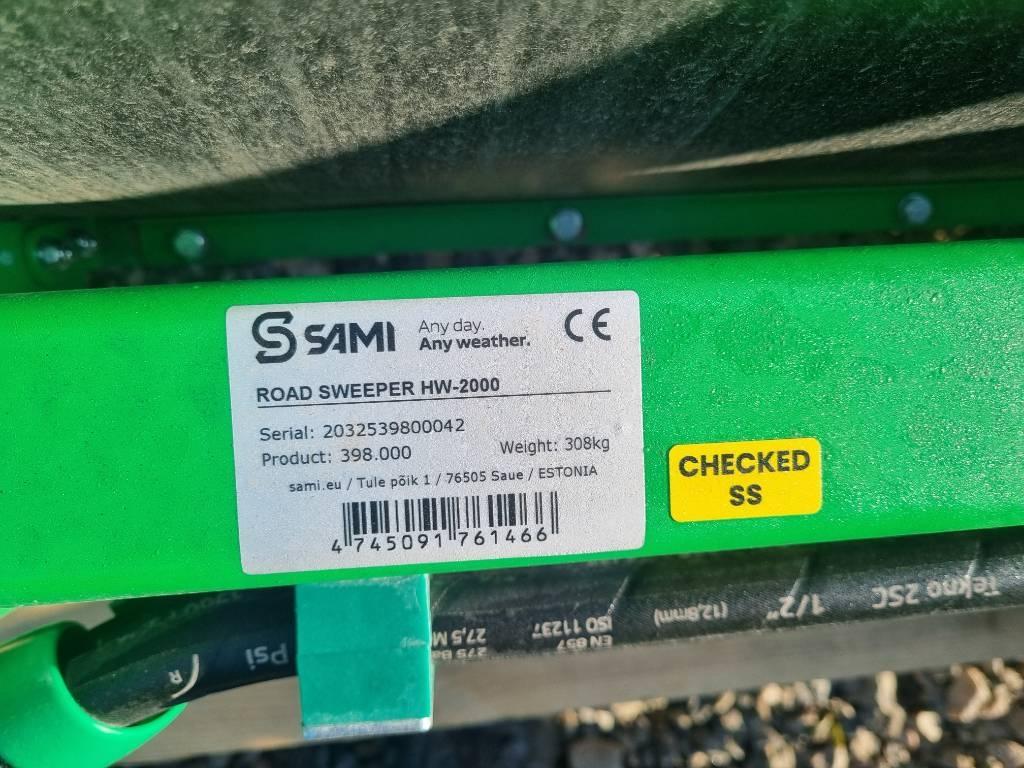 SAMI Any day.
Any weather. CE
ROAD SWEEPER HW-2000
Serial: 2032539800042
Product: 398.000 Weight: 308kg
sami.eu / Tule põik 1 / 76505 Saue / ESTONIA
4 745091 761466
CHECKED
SS
Tekno 2SC 1/2" (12,8mm)
EN 857
ISO 11237
275 Ba
27,5 M
Psi
R